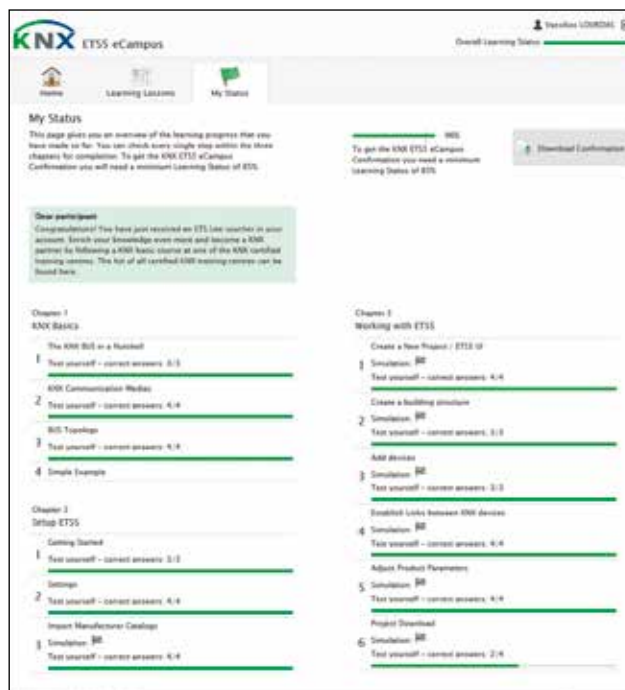 KNX ETS5 eCampus
Vassilios LOURDAS
Overall Learning Status
Home
Learning Lessons
My Status
My Status
This page gives you an overview of the learning progress that you
have made so far. You can check every single step within the three
chapters for completion. To get the KNX ETS5 eCampus
Confirmation you will need a minimum Learning Status of 85%.
To get the KNX ETS5 eCampus
Confirmation you need a minimum
Learning Status of 85%
Download Confirmation
Dear participant
Congratulations! You have just received an ETS Lite voucher in your
account. Enrich your knowledge even more and become a KNX
partner by following a KNX basic course at one of the KNX certified
training centres. The list of all certified KNX training centres can be
found here.
Chapter 1
KNX Basics
The KNX BUS in a Nutshell
1
Test yourself - correct answers: 3/3
KNX Communication Medias
2
Test yourself - correct answers: 4/4
BUS Topology
3
Test yourself - correct answers: 4/4
4 Simple Example
Chapter 2
Setup ETS5
Getting Started
1
Test yourself - correct answers: 3/3
Settings
2
Test yourself - correct answers: 4/4
Import Manufacturer Catalogs
3 Simulation:
Test yourself - correct answers: 4/4
Chapter 3
Working with ETS5
Create a New Project / ETS5 UI
1 Simulation:
Test yourself - correct answers: 4/4
Create a building structure
2 Simulation:
Test yourself - correct answers: 3/3
Add devices
3 Simulation:
Test yourself - correct answers: 3/3
Establish Links between KNX devices
4 Simulation:
Test yourself - correct answers: 4/4
Adjust Product Parameters
5 Simulation:
Test yourself - correct answers: 4/4
Project Download
6 Simulation:
Test yourself - correct answers: 2/4